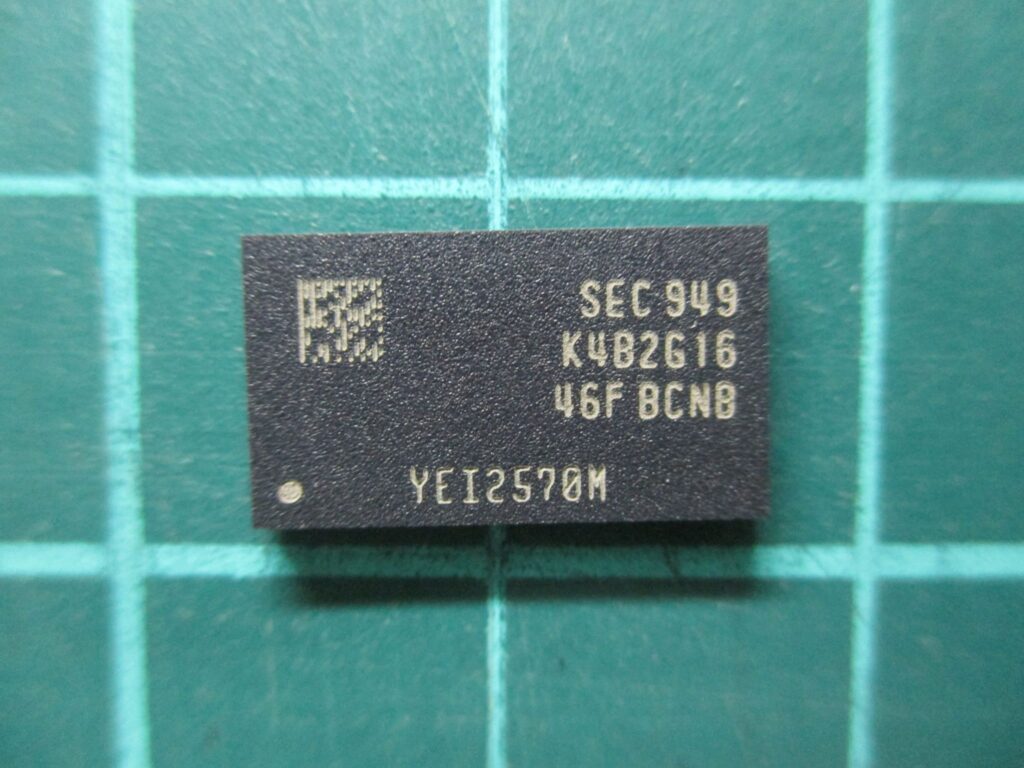 SEC 949
K4B2G16
46F BCNB
YEI2570M